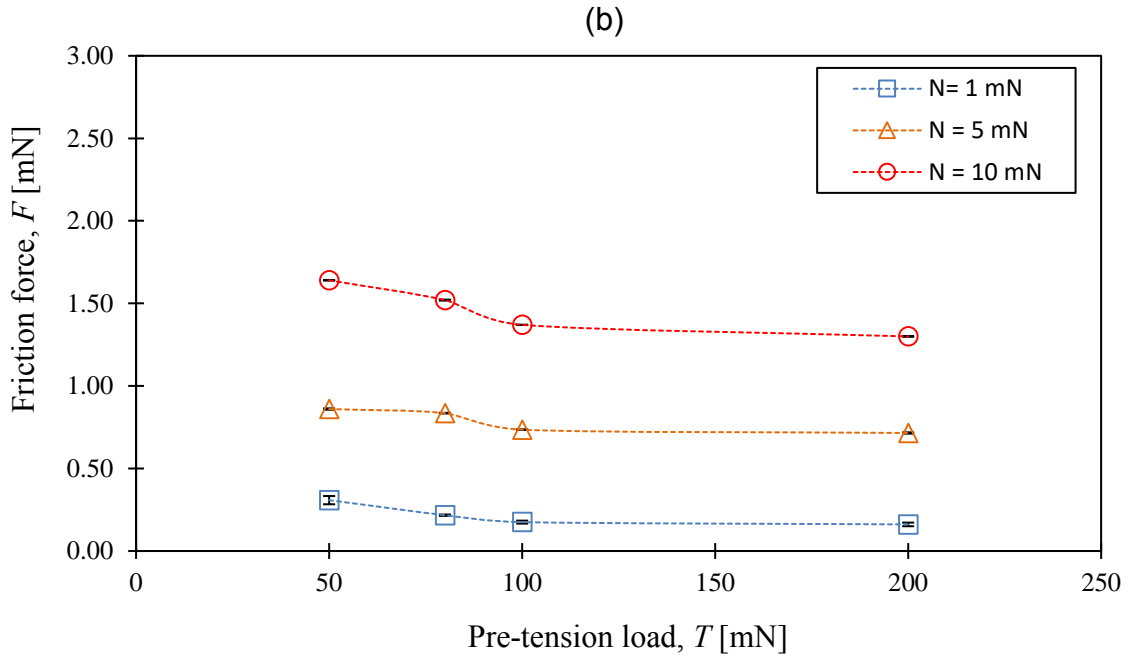 (b)
3.00
2.50
2.00
1.50
1.00
0.50
0.00
0
50
100
150
200
250
Friction force, F [mN]
Pre-tension load, T [mN]
N= 1 mN
N = 5 mN
N = 10 mN